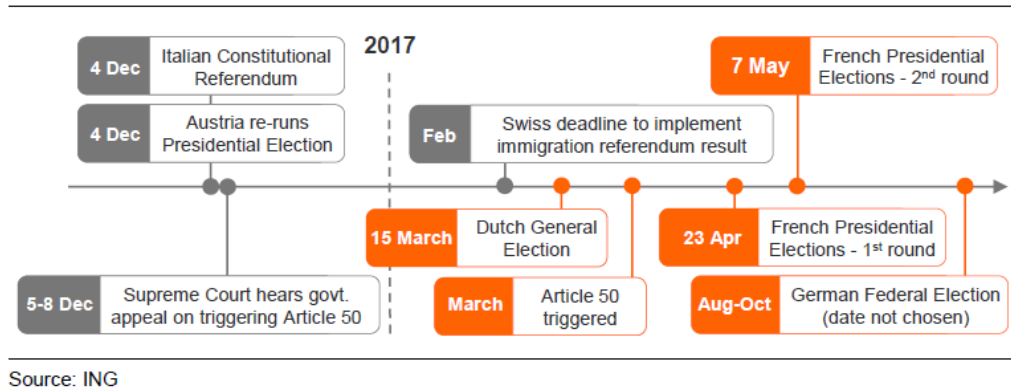 2017
4 Dec
Italian Constitutional
Referendum
4 Dec
Austria re-runs
Presidential Election
5-8 Dec
Supreme Court hears govt.
appeal on triggering Article 50
Feb
Swiss deadline to implement
immigration referendum result
15 March
Dutch General
Election
March
Article 50
triggered
23 Apr
French Presidential
Elections - 1st round
7 May
French Presidential
Elections - 2nd round
Aug-Oct
German Federal Election
(date not chosen)
Source: ING